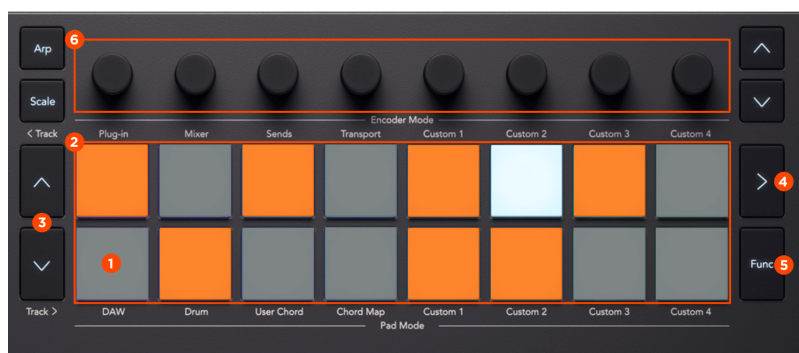 Arp
6
Scale
Encoder Mode
< Track
Plug-in
Mixer
Sends
Transport
Custom 1
Custom 2
Custom 3
Custom 4
2
4
3
1
Func
5
Track >
DAW
Drum
User Chord
Chord Map
Custom 1
Custom 2
Custom 3
Custom 4
Pad Mode